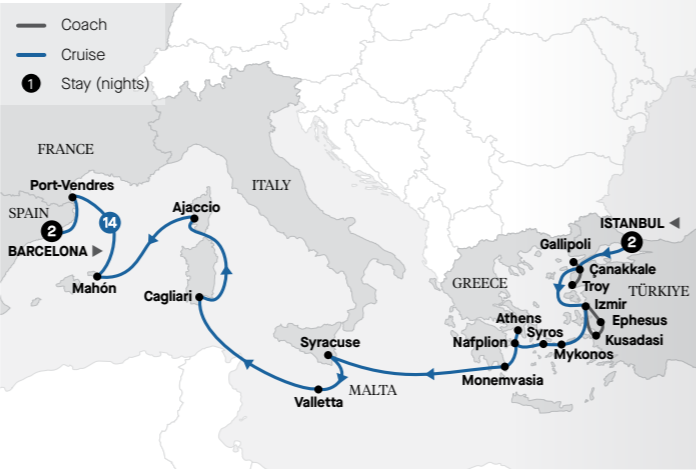 Coach
Cruise
1 Stay (nights)
FRANCE
Port-Vendres
SPAIN
2
BARCELONA
14
Mahón
Ajaccio
ITALY
Cagliari
Syracuse
Valletta
MALTA
GREECE
Athens
Nafplion
Syros
Mykonos
Monemvasia
ISTANBUL
2
Gallipoli
Çanakkale
Troy
TÜRKIYE
Izmir
Ephesus
Kusadasi